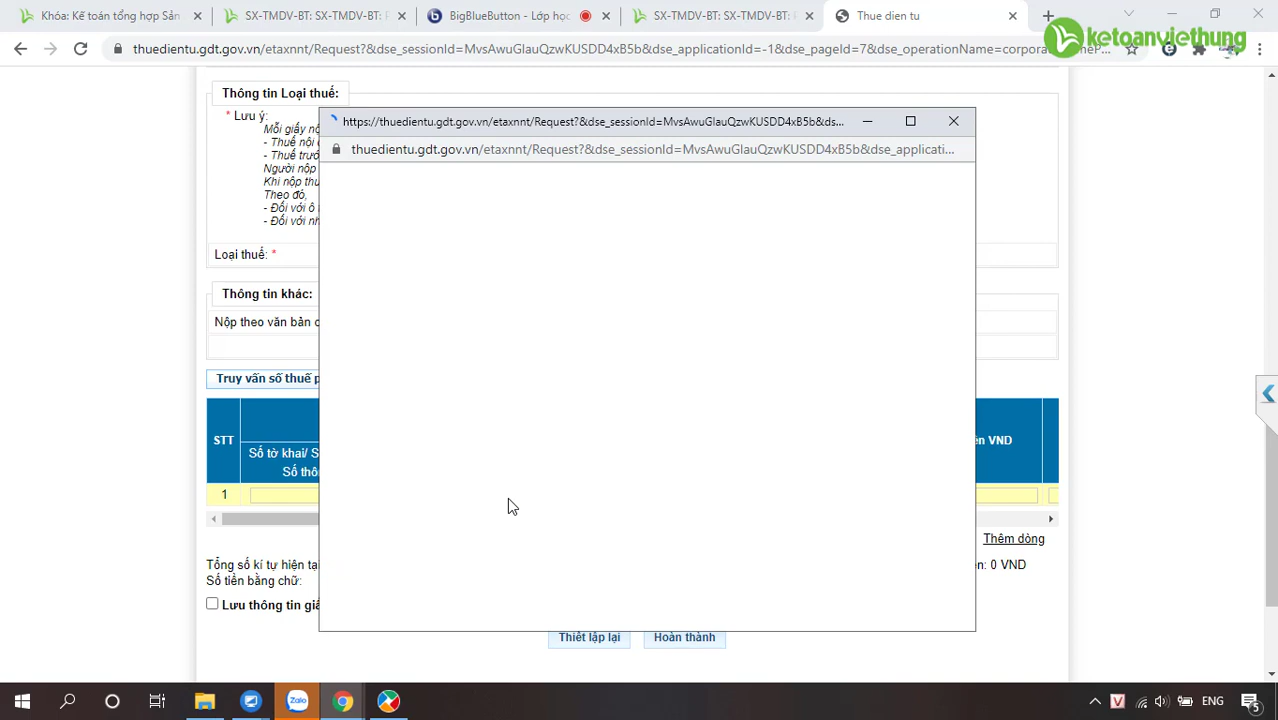 Khóa: Kế toán tổng hợp Sản
SX-TMDV-BT: SX-TMDV-BT: F
BigBlueButton - Lớp học
SX-TMDV-BT: SX-TMDV-BT: F
Thue dien tu
ketoanviethung
thuedientu.gdt.gov.vn/etaxnnt/Request?&dse_sessionId=MvsAwuGlauQzwKUSDD4xB5b&dse_applicationId=-1&dse_pageId=7&dse_operationName=corpora
Thông tin Loại thuế:
* Lưu ý:
Mỗi giấy nộ
- Thuế nội
- Thuế trướ
Người nộp
Khi nộp thu
Theo đó,
- Đối với ô t
- Đối với nh
https://thuedientu.gdt.gov.vn/etaxnnt/Request?&dse_sessionId=MvsAwuGlauQzwKUSDD4xB5b&ds...
thuedientu.gdt.gov.vn/etaxnnt/Request?&dse_sessionId=MvsAwuGlauQzwKUSDD4xB5b&dse_applicati...
Loại thuế: *
Thông tin khác:
Nộp theo văn bản c
Truy vấn số thuế p
STT
Số tờ khai/ S
Số thôn
ền VND
1
Thêm dòng
Tổng số kí tự hiện tạ
n: 0 VND
Số tiền bằng chữ:
Lưu thông tin giấ
Thiết lập lại
Hoàn thành
Zalo
V
ENG
5